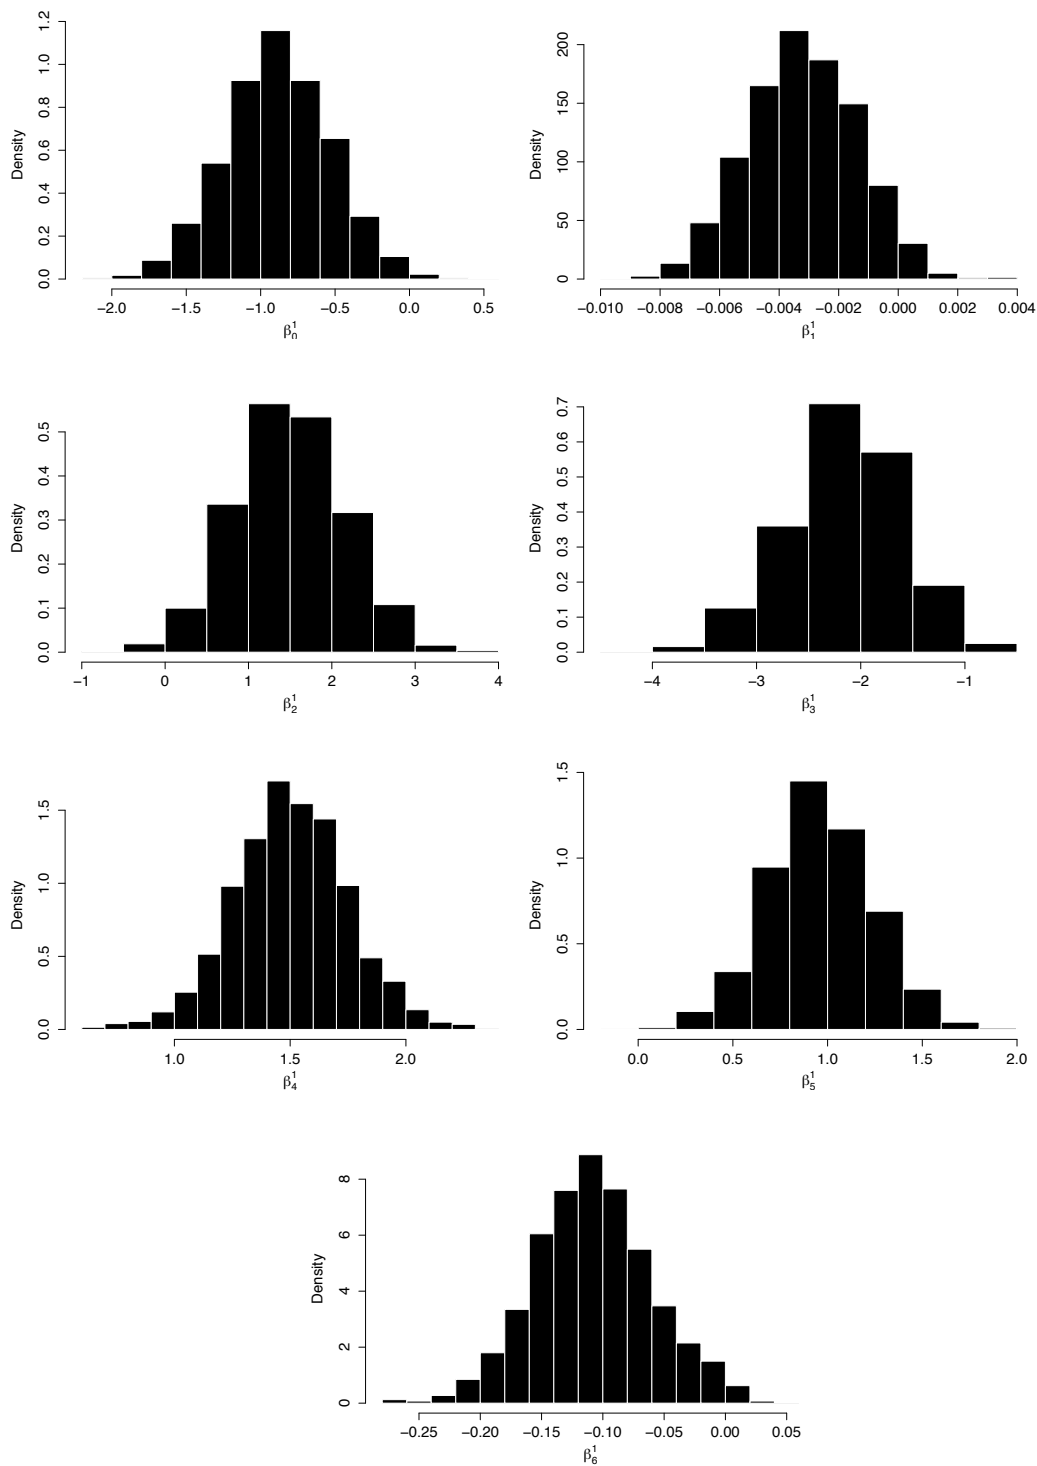 Density
0.0 0.2 0.4 0.6 0.8 1.0 1.2
−2.0 −1.5 −1.0 −0.5 0.0 0.5
β₀¹
Density
0 50 100 150 200
−0.010 −0.008 −0.006 −0.004 −0.002 0.000 0.002 0.004
β₁¹
Density
0.0 0.1 0.2 0.3 0.4 0.5
−1 0 1 2 3 4
β₂¹
Density
0.0 0.1 0.2 0.3 0.4 0.5 0.6 0.7
−4 −3 −2 −1
β₃¹
Density
0.0 0.5 1.0 1.5
1.0 1.5 2.0
β₄¹
Density
0.0 0.5 1.0 1.5
0.0 0.5 1.0 1.5 2.0
β₅¹
Density
0 2 4 6 8
−0.25 −0.20 −0.15 −0.10 −0.05 0.00 0.05
β₆¹